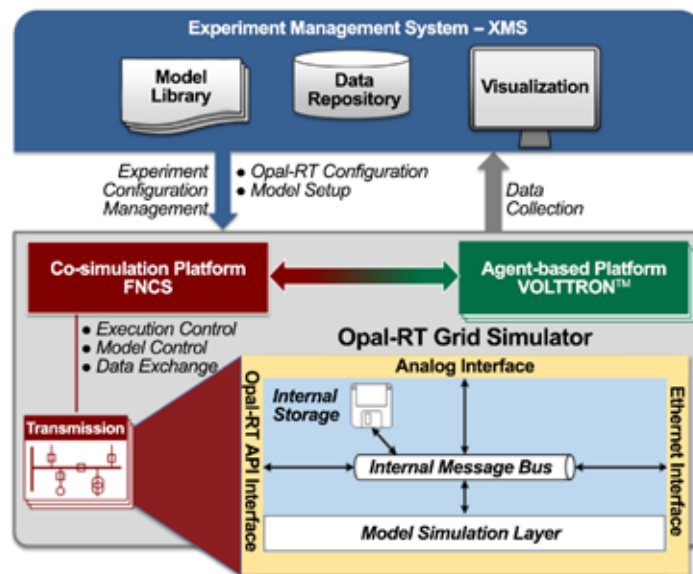 Experiment Management System – XMS
Model
Library
Data
Repository
Visualization
Experiment
Configuration
Management
● Opal-RT Configuration
● Model Setup
Data
Collection
Co-simulation Platform
FNCS
Agent-based Platform
VOLTTRON™
● Execution Control
● Model Control
● Data Exchange
Opal-RT Grid Simulator
Analog Interface
Transmission
Opal-RT API Interface
Internal
Storage
Internal Message Bus
Model Simulation Layer
Ethernet Interface